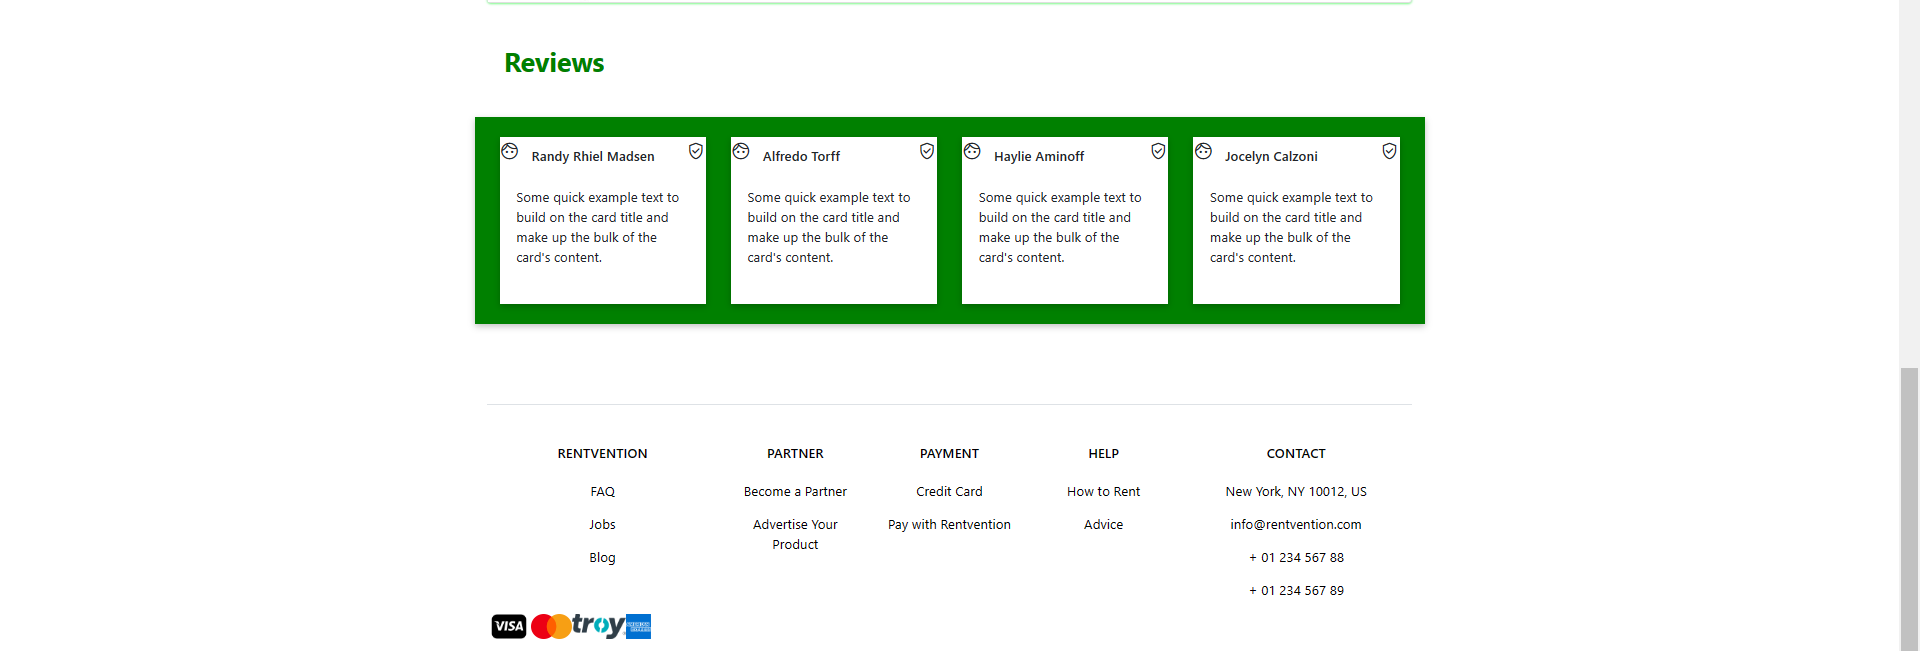 Reviews
Randy Rhiel Madsen
Some quick example text to
build on the card title and
make up the bulk of the
card's content.
Alfredo Torff
Some quick example text to
build on the card title and
make up the bulk of the
card's content.
Haylie Aminoff
Some quick example text to
build on the card title and
make up the bulk of the
card's content.
Jocelyn Calzoni
Some quick example text to
build on the card title and
make up the bulk of the
card's content.
RENTVENTION
FAQ
Jobs
Blog
PARTNER
Become a Partner
Advertise Your
Product
PAYMENT
Credit Card
Pay with Rentvention
HELP
How to Rent
Advice
CONTACT
New York, NY 10012, US
info@rentvention.com
+ 01 234 567 88
+ 01 234 567 89
VISA
troy